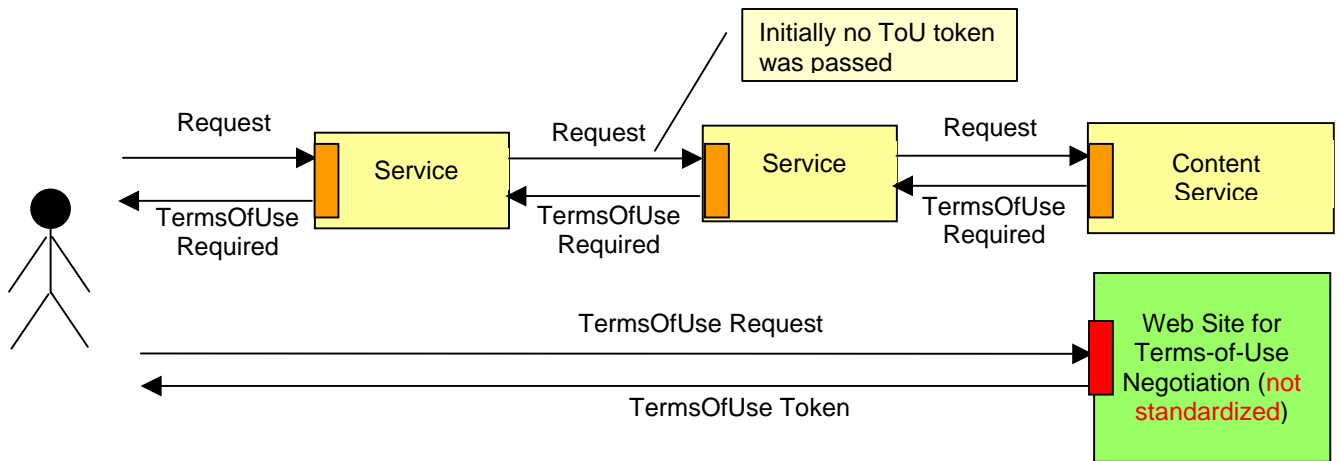 Initially no ToU token
was passed
Request
Request
Request
Service
Service
Content
Service
TermsOfUse
Required
TermsOfUse
Required
TermsOfUse
Required
TermsOfUse Request
TermsOfUse Token
Web Site for
Terms-of-Use
Negotiation (not
standardized)